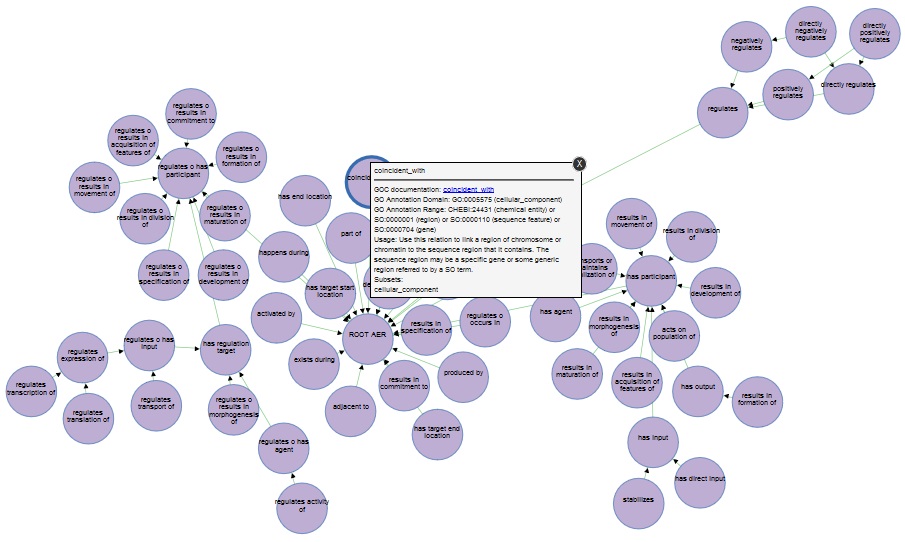 directly
negatively
regulates
directly
positively
regulates
negatively
regulates
positively
regulates
directly regulates
regulates
regulates o
results in
commitment to
regulates o
results in
acquisition of
features of
regulates o
results in
formation of
regulates o has
participant
regulates o
results in
movement of
regulates o
results in division
of
regulates o
results in
maturation of
regulates o
results in
specification of
regulates o
results in
development of
has end location
part of
happens during
has target start
location
activated by
ROOT AER
exists during
adjacent to
results in
commitment to
has target end
location
produced by
results in
specification of
regulates o
occurs in
has agent
X
coincident_with
GOC documentation: coincident_with
GO Annotation Domain: GO:0005575 (cellular_component)
GO Annotation Range: CHEBI:24431 (chemical entity) or
SO:0000001 (region) or SO:0000110 (sequence feature) or
SO:0000704 (gene)
Usage: Use this relation to link a region of chromosome or
chromatin to the sequence region that it contains. The
sequence region may be a specific gene or some generic
region referred to by a SO term.
Subsets:
cellular_component
results in
movement of
results in division
of
has participant
results in
development of
results in
morphogenesis
of
acts on
population of
results in
maturation of
results in
acquisition of
features of
has output
results in
formation of
has input
has direct input
stabilizes
regulates
expression of
regulates o has
input
has regulation
target
regulates
transcription of
regulates
translation of
regulates
transport of
regulates o
results in
morphogenesis
of
regulates o has
agent
regulates activity
of